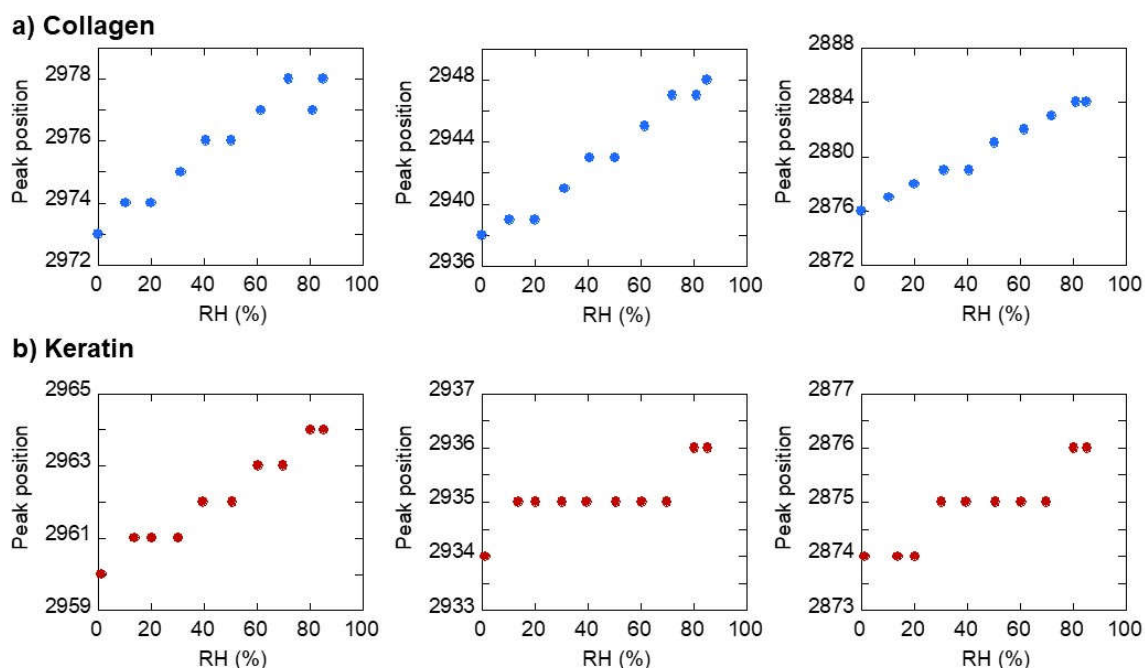 a) Collagen
Peak position
2978
2976
2974
2972
0 20 40 60 80 100
RH (%)
Peak position
2948
2944
2940
2936
0 20 40 60 80 100
RH (%)
Peak position
2888
2884
2880
2876
2872
0 20 40 60 80 100
RH (%)
b) Keratin
Peak position
2965
2963
2961
2959
0 20 40 60 80 100
RH (%)
Peak position
2937
2936
2935
2934
2933
0 20 40 60 80 100
RH (%)
Peak position
2877
2876
2875
2874
2873
0 20 40 60 80 100
RH (%)